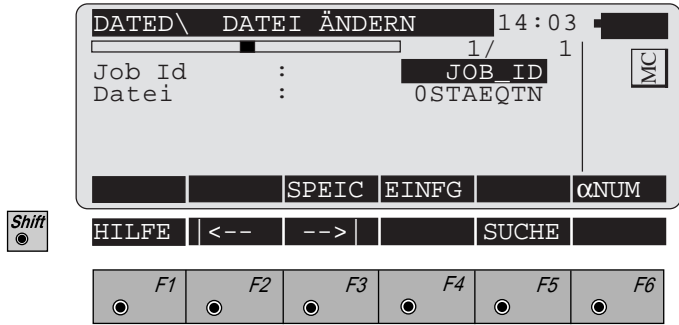 DATED\ DATEI ÄNDERN 14:03
1/ 1
MC
Job Id : JOB_ID
Datei : 0STAEQTN
SPEIC EINFG αNUM
Shift
HILFE |<-- -->| SUCHE
F1 F2 F3 F4 F5 F6